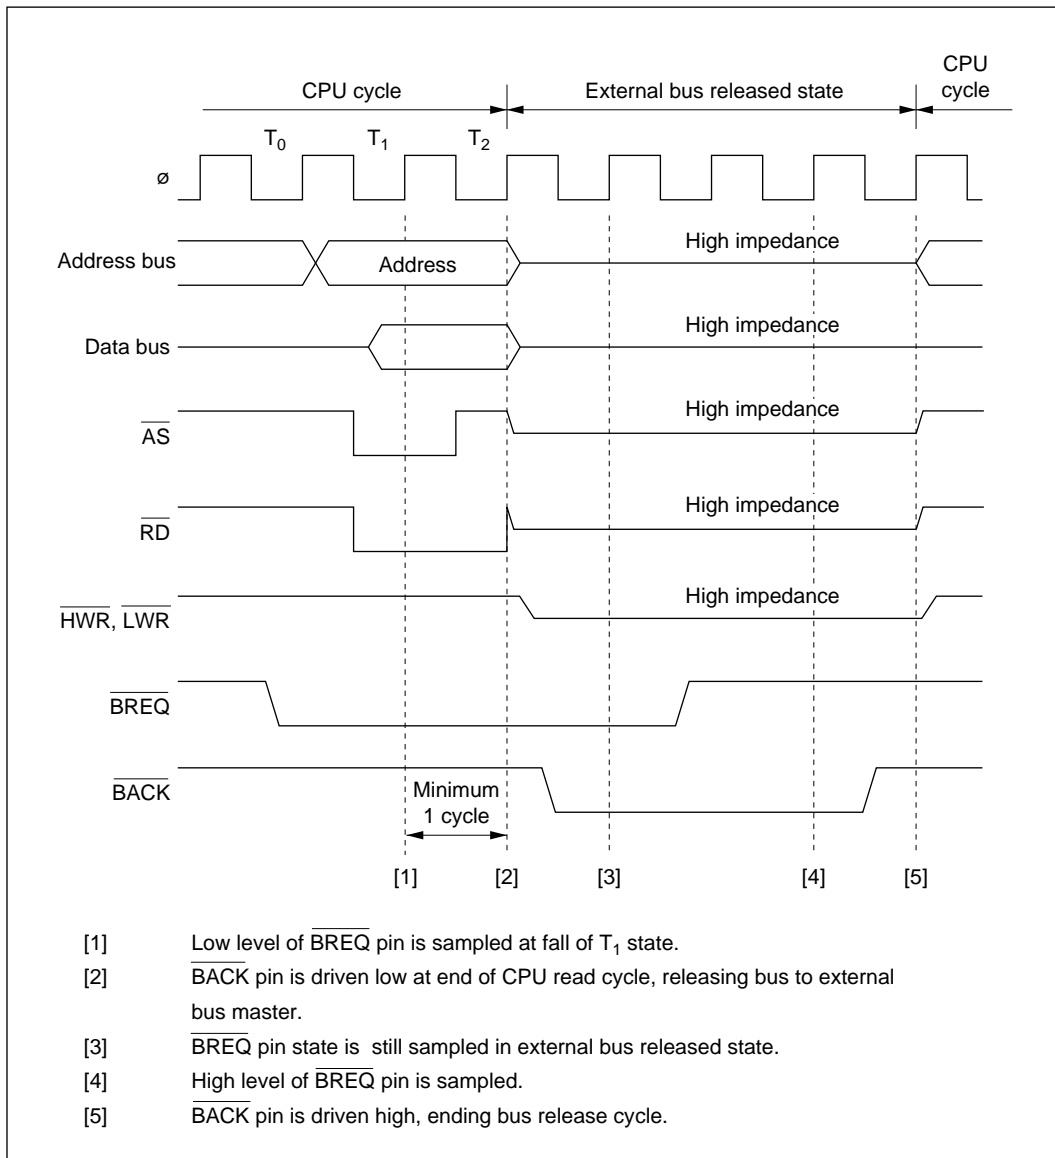 CPU cycle
External bus released state
CPU
cycle
T0
T1
T2
ø
Address bus
Address
High impedance
Data bus
High impedance
AS
High impedance
RD
High impedance
HWR, LWR
High impedance
BREQ
BACK
Minimum
1 cycle
[1]
[2]
[3]
[4]
[5]
[1] Low level of BREQ pin is sampled at fall of T1 state.
[2] BACK pin is driven low at end of CPU read cycle, releasing bus to external
bus master.
[3] BREQ pin state is still sampled in external bus released state.
[4] High level of BREQ pin is sampled.
[5] BACK pin is driven high, ending bus release cycle.